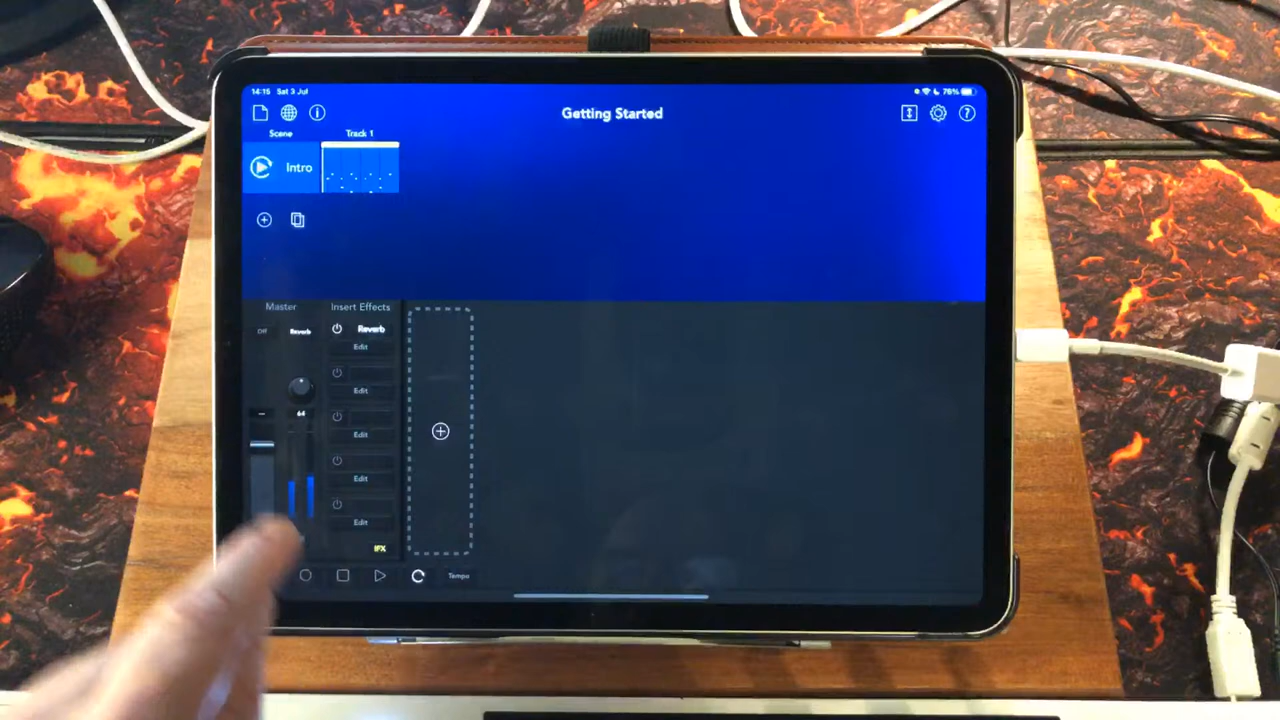 14:15 Sat 3 Jul
76%
Getting Started
Scene Track 1
Intro
Master Insert Effects
Off Reverb Reverb
Edit
Edit
64
Edit
Edit
Edit
IFX
Tempo